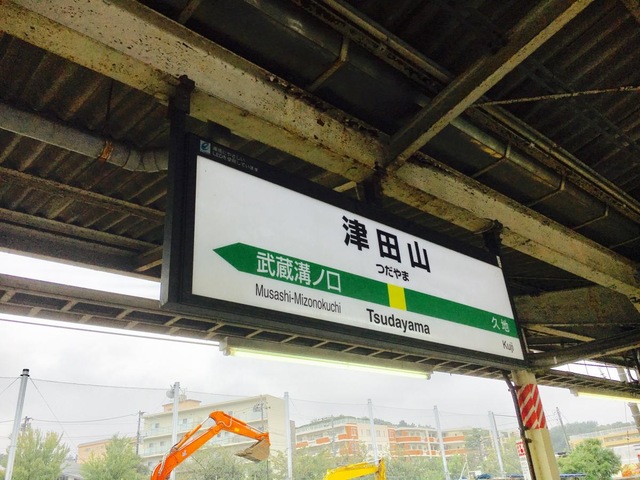 津田山
つだやま
武蔵溝ノ口
久地
Musashi-Mizonokuchi
Tsudayama
Kuji